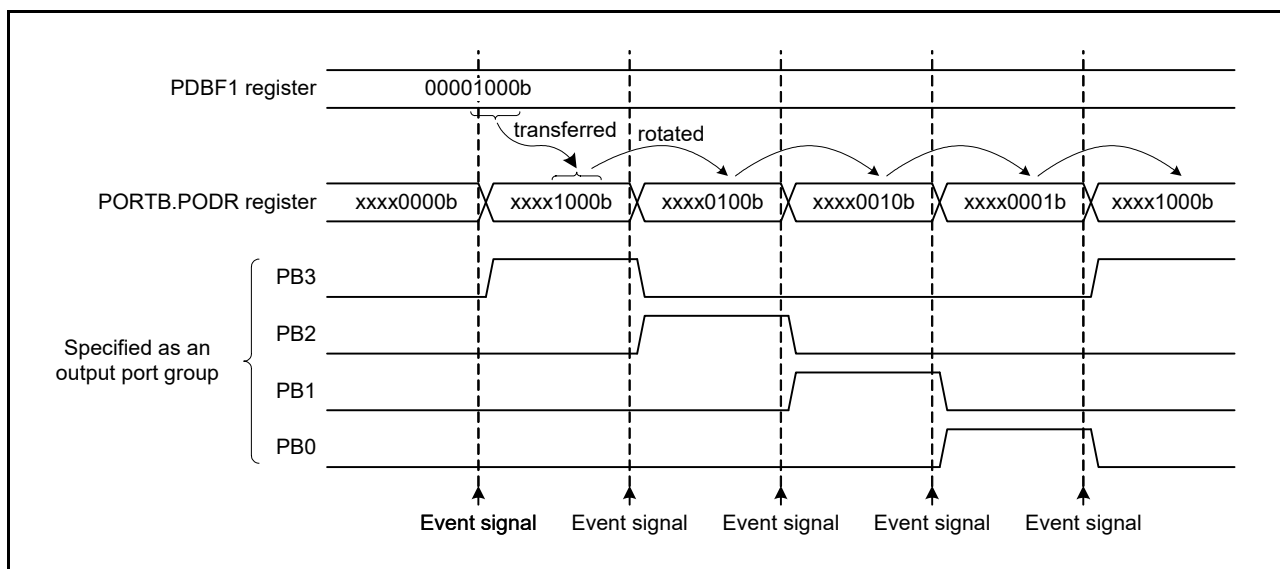 PDBF1 register
00001000b
transferred
rotated
PORTB.PODR register
xxxx0000b
xxxx1000b
xxxx0100b
xxxx0010b
xxxx0001b
xxxx1000b
PB3
PB2
Specified as an
output port group
PB1
PB0
Event signal
Event signal
Event signal
Event signal
Event signal